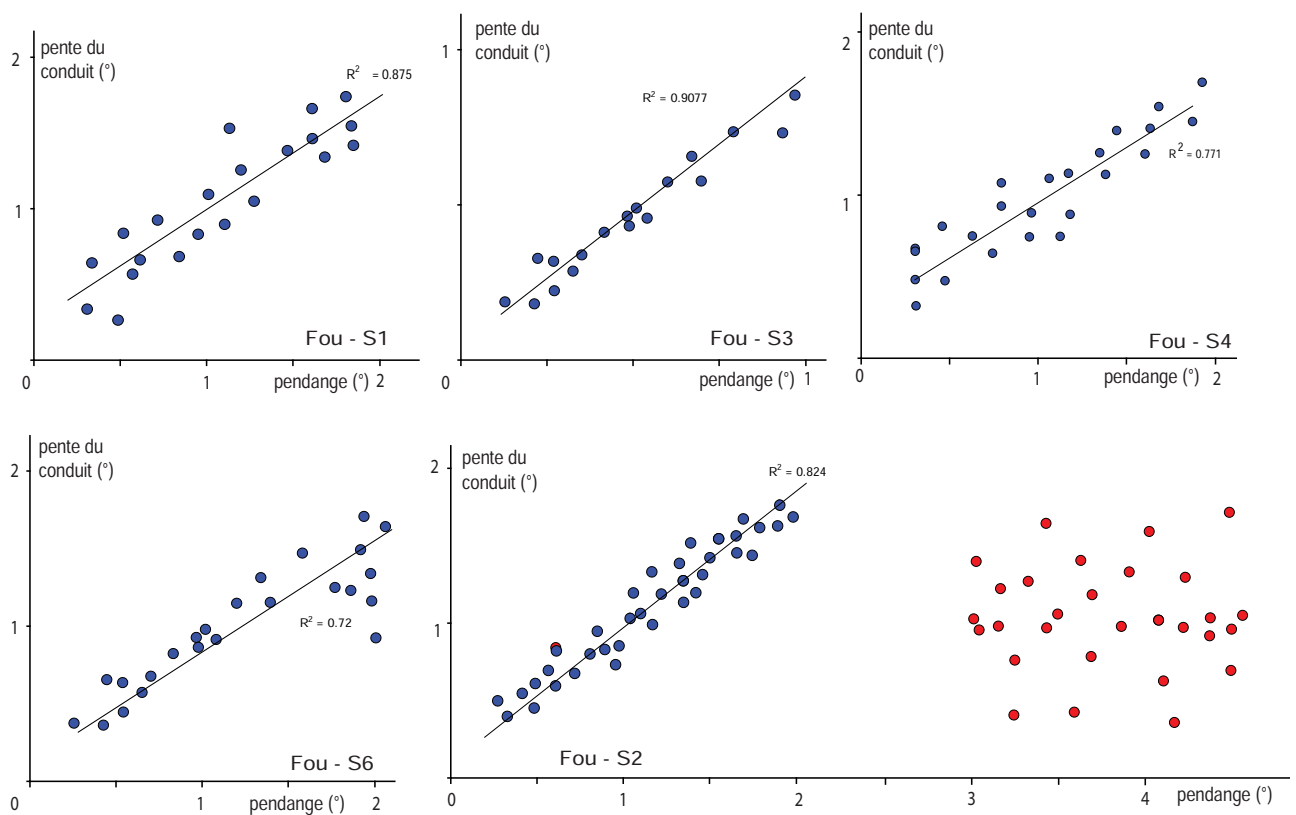 pente du
conduit (°)
2
1
0
1
2
pendange (°)
R² = 0.875
Fou - S1
pente du
conduit (°)
1
0
1
pendange (°)
R² = 0.9077
Fou - S3
pente du
conduit (°)
2
1
0
1
2
pendange (°)
R² = 0.771
Fou - S4
pente du
conduit (°)
2
1
0
1
2
pendange (°)
R² = 0.72
Fou - S6
pente du
conduit (°)
2
1
0
1
2
3
4
pendange (°)
R² = 0.824
Fou - S2